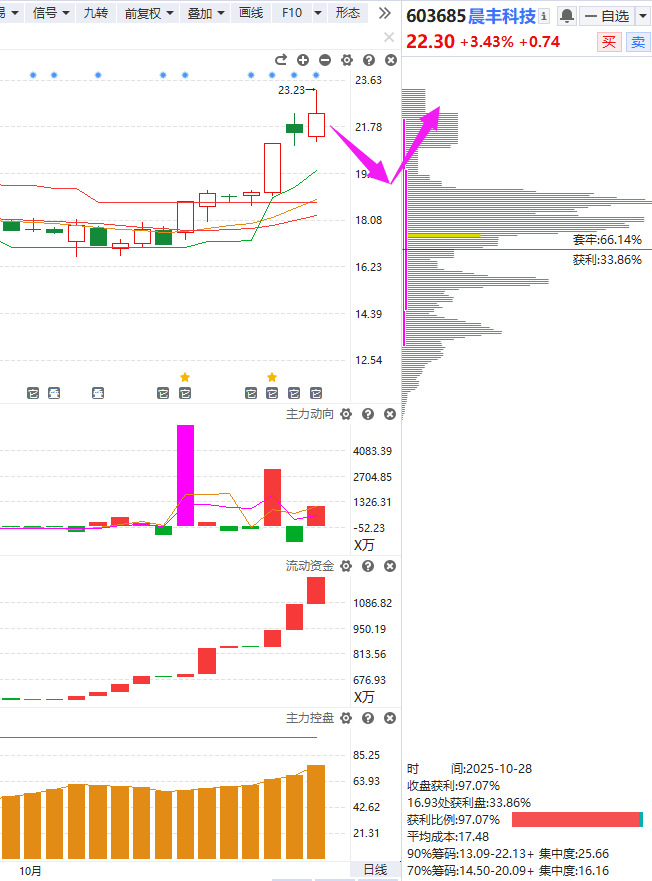 易 信号 九转 前复权 叠加 画线 F10 形态
603685晨丰科技 自选
22.30 +3.43% +0.74 买 卖
23.63
23.23
21.78
18.08
16.23
14.39
12.54
套牢:66.14%
获利:33.86%
主力动向
4083.39
2704.85
1326.31
-52.23
X万
流动资金
1086.82
950.19
813.56
676.93
X万
主力控盘
85.25
63.93
42.62
21.31
10月 日线
时 间:2025-10-28
收盘获利:97.07%
16.93处获利盘:33.86%
获利比例:97.07%
平均成本:17.48
90%筹码:13.09-22.13+ 集中度:25.66
70%筹码:14.50-20.09+ 集中度:16.16